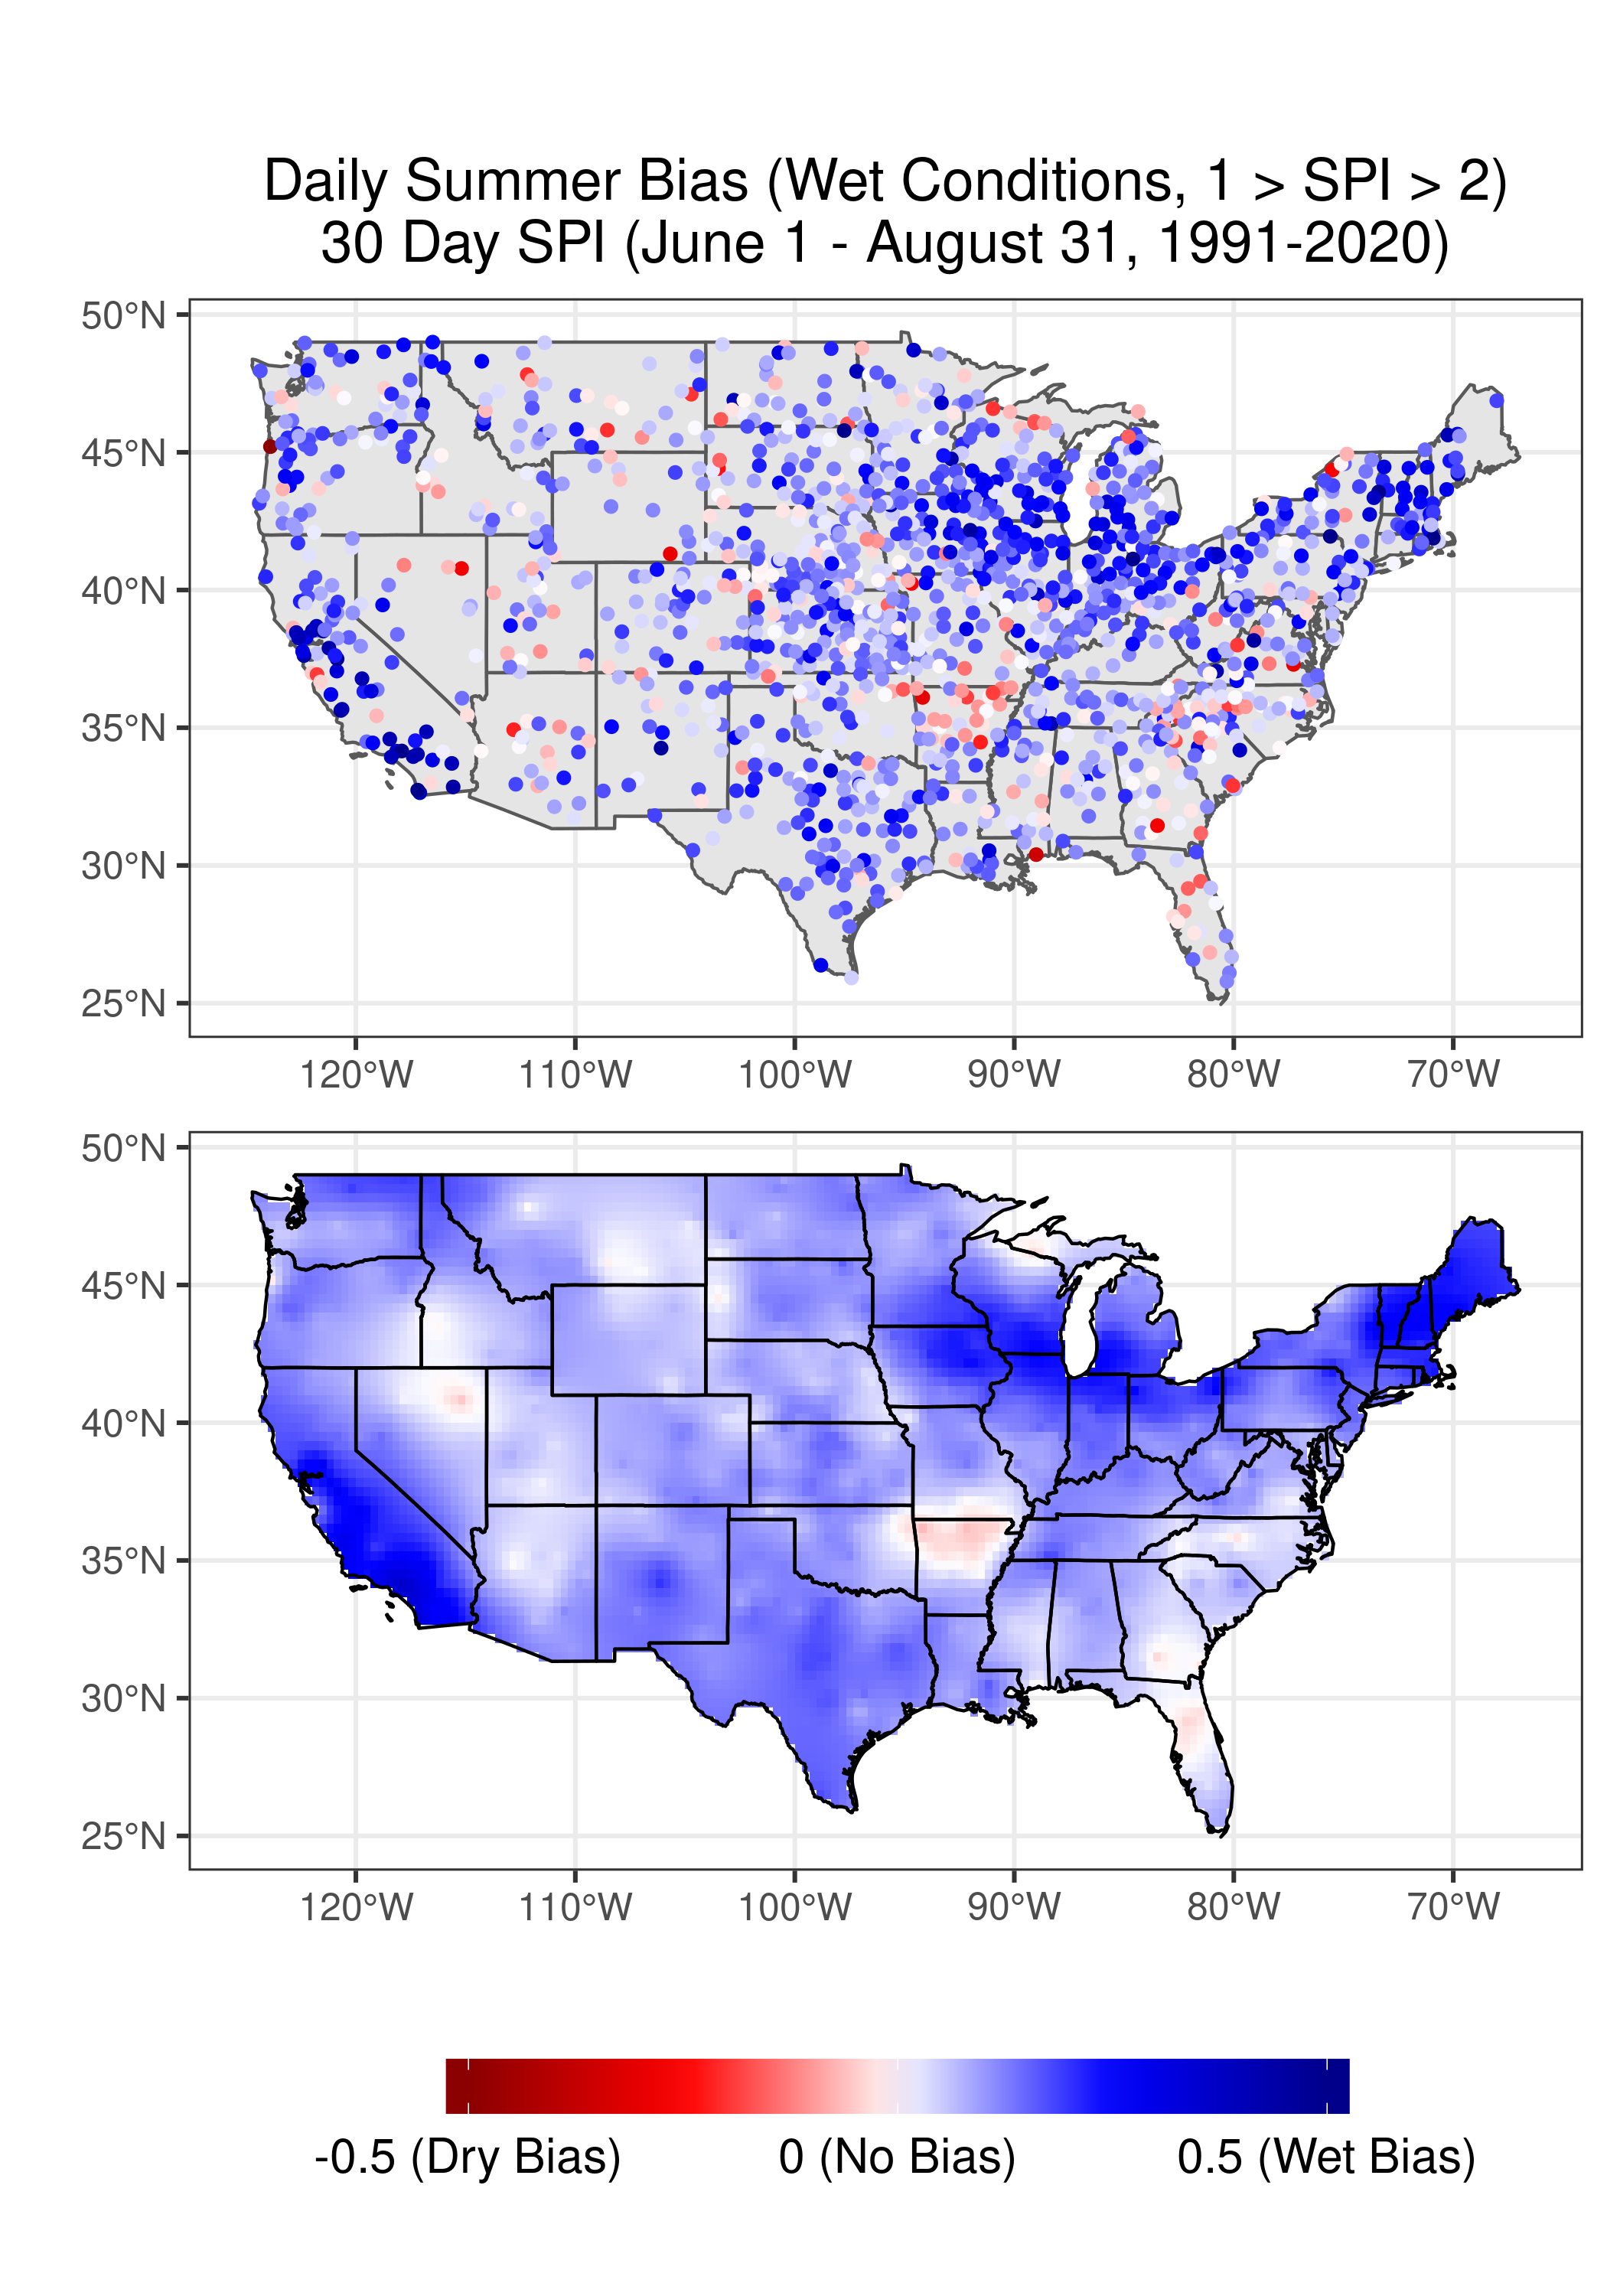 Daily Summer Bias (Wet Conditions, 1 > SPI > 2)
30 Day SPI (June 1 - August 31, 1991-2020)
50°N
45°N
40°N
35°N
30°N
25°N
120°W 110°W 100°W 90°W 80°W 70°W
50°N
45°N
40°N
35°N
30°N
25°N
120°W 110°W 100°W 90°W 80°W 70°W
-0.5 (Dry Bias) 0 (No Bias) 0.5 (Wet Bias)